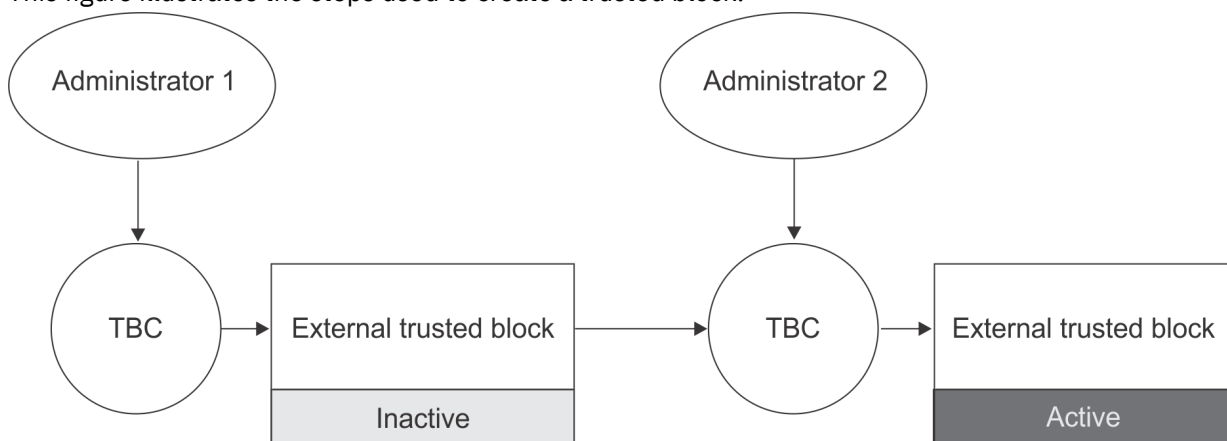 This figure illustrates the steps used to create a trusted block.
Administrator 1
Administrator 2
TBC
External trusted block
TBC
External trusted block
Inactive
Active